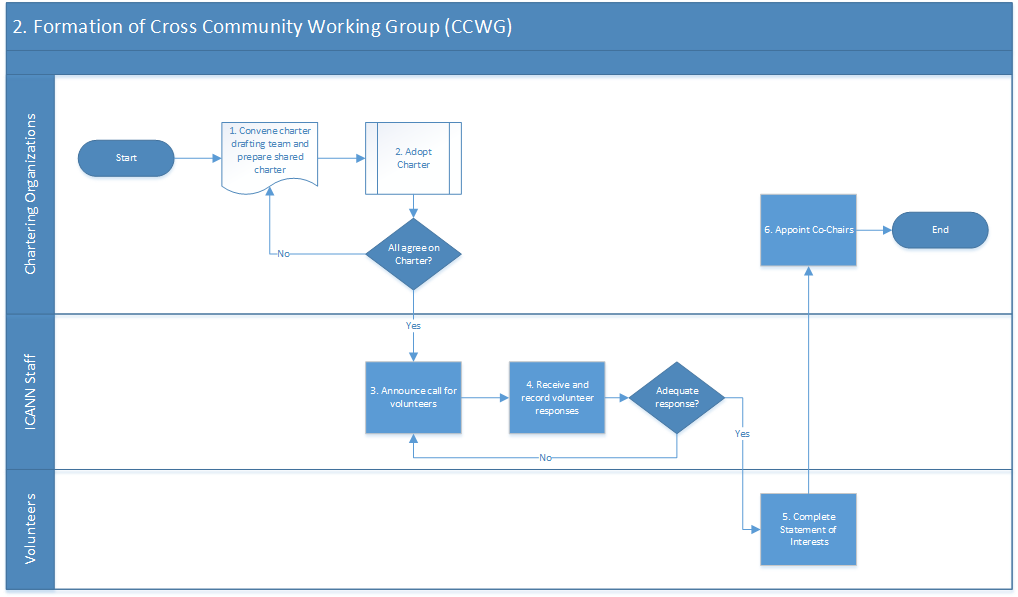 2. Formation of Cross Community Working Group (CCWG)
Chartering Organizations
Start
1. Convene charter
drafting team and
prepare shared
charter
2. Adopt
Charter
All agree on
Charter?
No
6. Appoint Co-Chairs
End
Yes
ICANN Staff
3. Announce call for
volunteers
4. Receive and
record volunteer
responses
Adequate
response?
Yes
No
Volunteers
5. Complete
Statement of
Interests